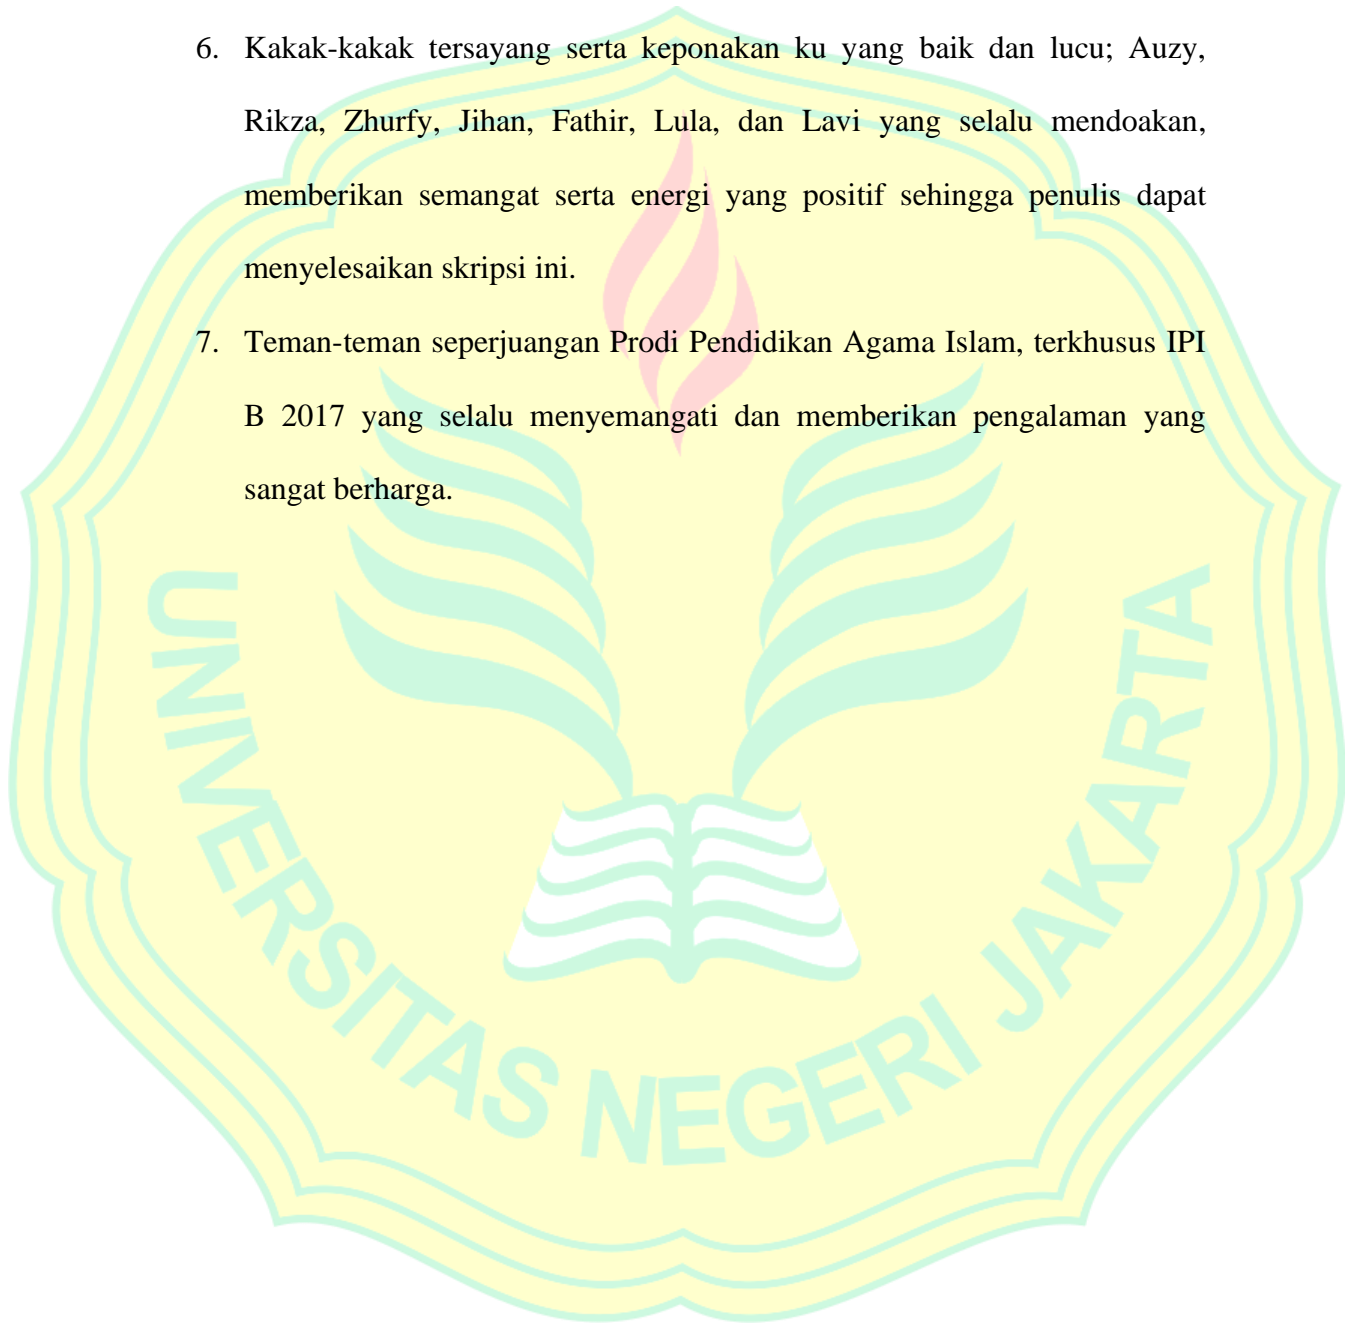 6. Kakak-kakak tersayang serta keponakan ku yang baik dan lucu; Auzy,
Rikza, Zhurfy, Jihan, Fathir, Lula, dan Lavi yang selalu mendoakan,
memberikan semangat serta energi yang positif sehingga penulis dapat
menyelesaikan skripsi ini.
7. Teman-teman seperjuangan Prodi Pendidikan Agama Islam, terkhusus IPI
B 2017 yang selalu menyemangati dan memberikan pengalaman yang
sangat berharga.
UNIVERSITAS NEGERI JAKARTA